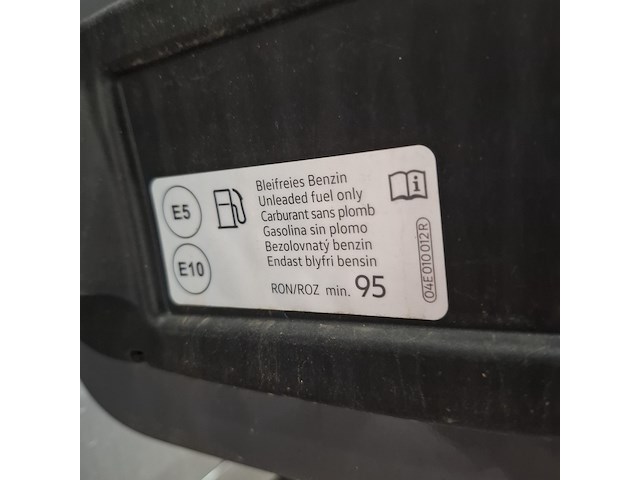 E5
E10
Bleifreies Benzin
Unleaded fuel only
Carburant sans plomb
Gasolina sin plomo
Bezolovnatý benzin
Endast blyfri bensin
RON/ROZ min. 95
i
04E010012R